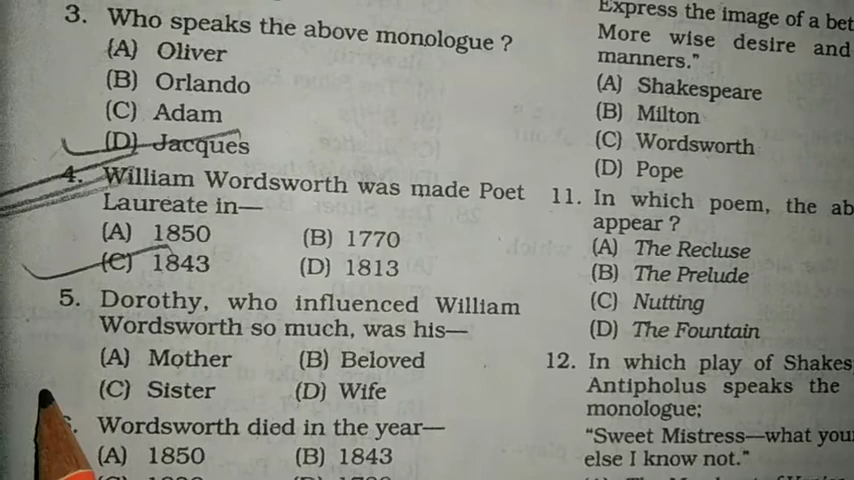 3. Who speaks the above monologue ?
(A) Oliver
(B) Orlando
(C) Adam
(D) Jacques
4. William Wordsworth was made Poet
Laureate in—
(A) 1850 (B) 1770
(C) 1843 (D) 1813
5. Dorothy, who influenced William
Wordsworth so much, was his—
(A) Mother (B) Beloved
(C) Sister (D) Wife
Wordsworth died in the year—
(A) 1850 (B) 1843
Express the image of a bet
More wise desire and
manners."
(A) Shakespeare
(B) Milton
(C) Wordsworth
(D) Pope
11. In which poem, the ab
appear ?
(A) The Recluse
(B) The Prelude
(C) Nutting
(D) The Fountain
12. In which play of Shakes
Antipholus speaks the
monologue;
"Sweet Mistress—what you
else I know not."